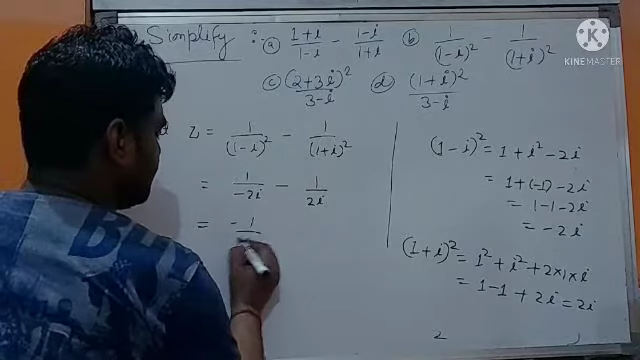 Simplify :- (a) (1+i)/(1-i) - (1-i)/(1+i) (b) 1/(1-i)² - 1/(1+i)²
(c) (2+3i)²/(3-i) (d) (1+i)²/(3-i)
Z = 1/(1-i)² - 1/(1+i)²
= 1/-2i - 1/2i
= -1
(1-i)² = 1 + i² - 2i
= 1+(-1) - 2i
= 1-1-2i
= -2i
(1+i)² = 1² + i² + 2×1×i
= 1-1 + 2i = 2i
KINEMASTER